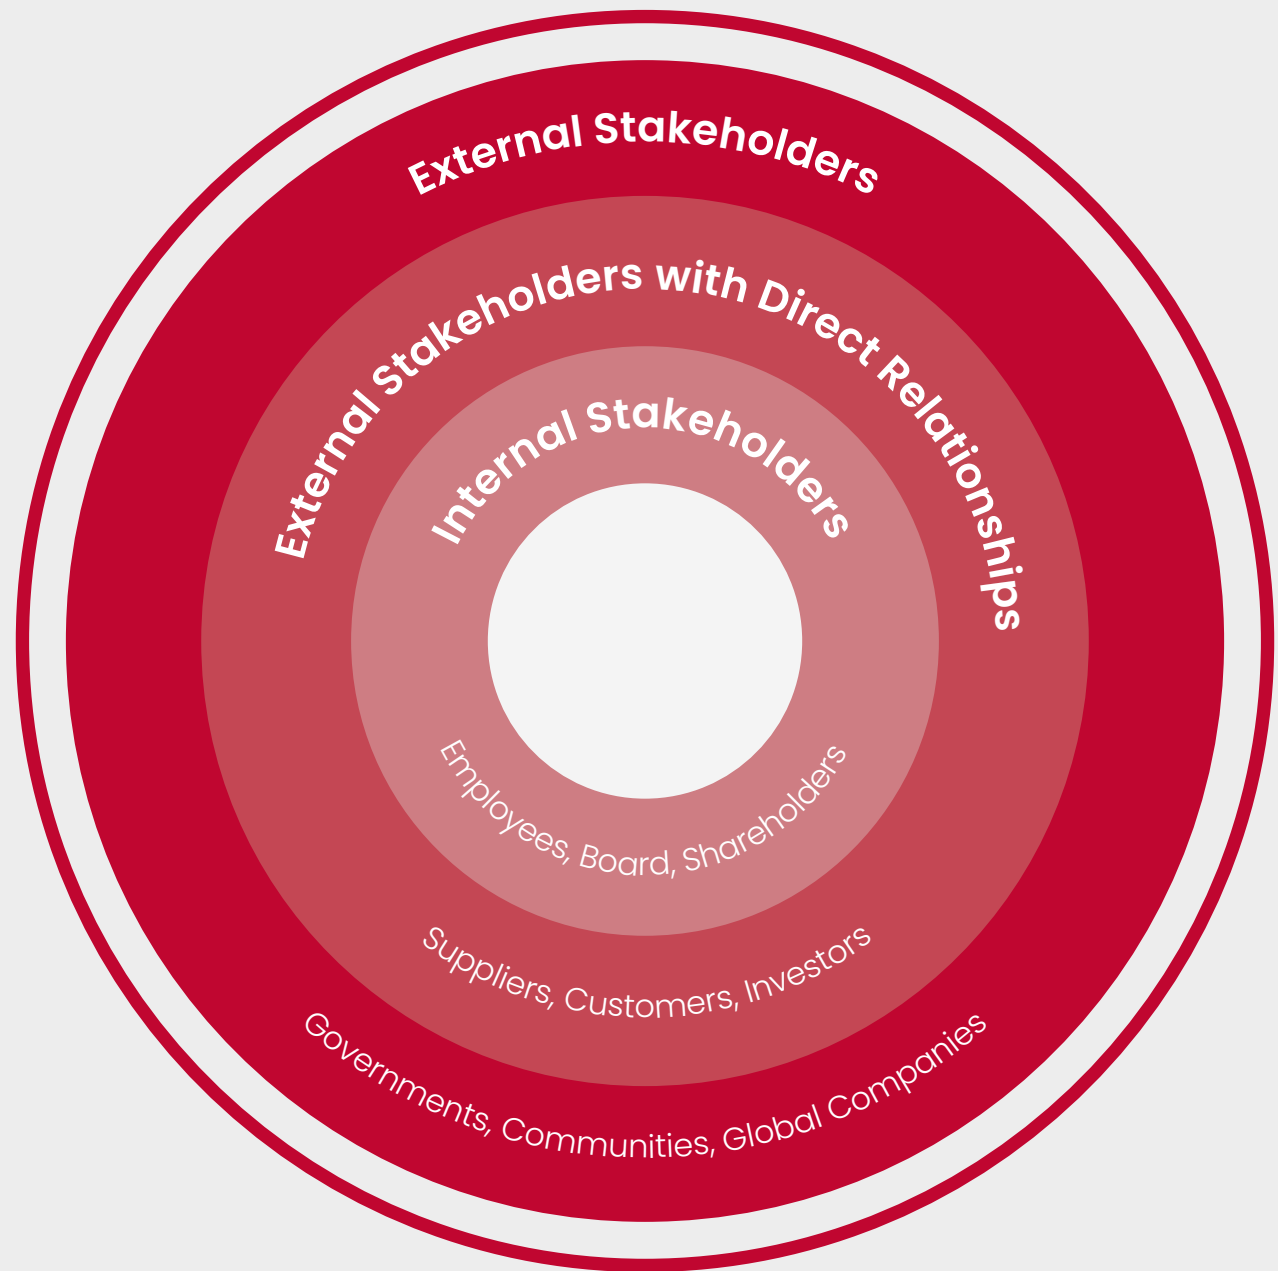 External Stakeholders
External Stakeholders with Direct Relationships
Internal Stakeholders
Employees, Board, Shareholders
Suppliers, Customers, Investors
Governments, Communities, Global Companies